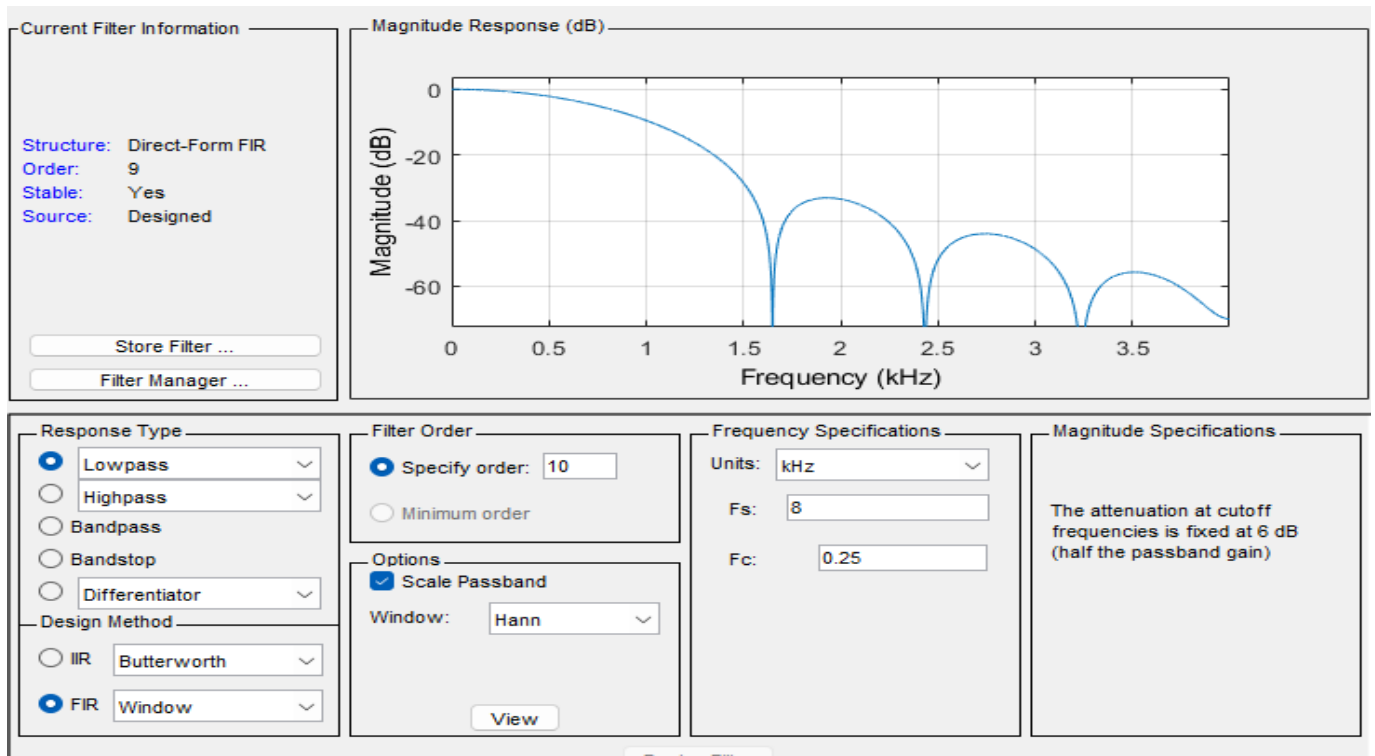 Current Filter Information
Structure: Direct-Form FIR
Order: 9
Stable: Yes
Source: Designed
Store Filter ...
Filter Manager ...
Magnitude Response (dB)
0
-20
-40
-60
Magnitude (dB)
0 0.5 1 1.5 2 2.5 3 3.5
Frequency (kHz)
Response Type
Lowpass
Highpass
Bandpass
Bandstop
Differentiator
Design Method
IIR Butterworth
FIR Window
Filter Order
Specify order: 10
Minimum order
Options
Scale Passband
Window: Hann
View
Frequency Specifications
Units: kHz
Fs: 8
Fc: 0.25
Magnitude Specifications
The attenuation at cutoff
frequencies is fixed at 6 dB
(half the passband gain)